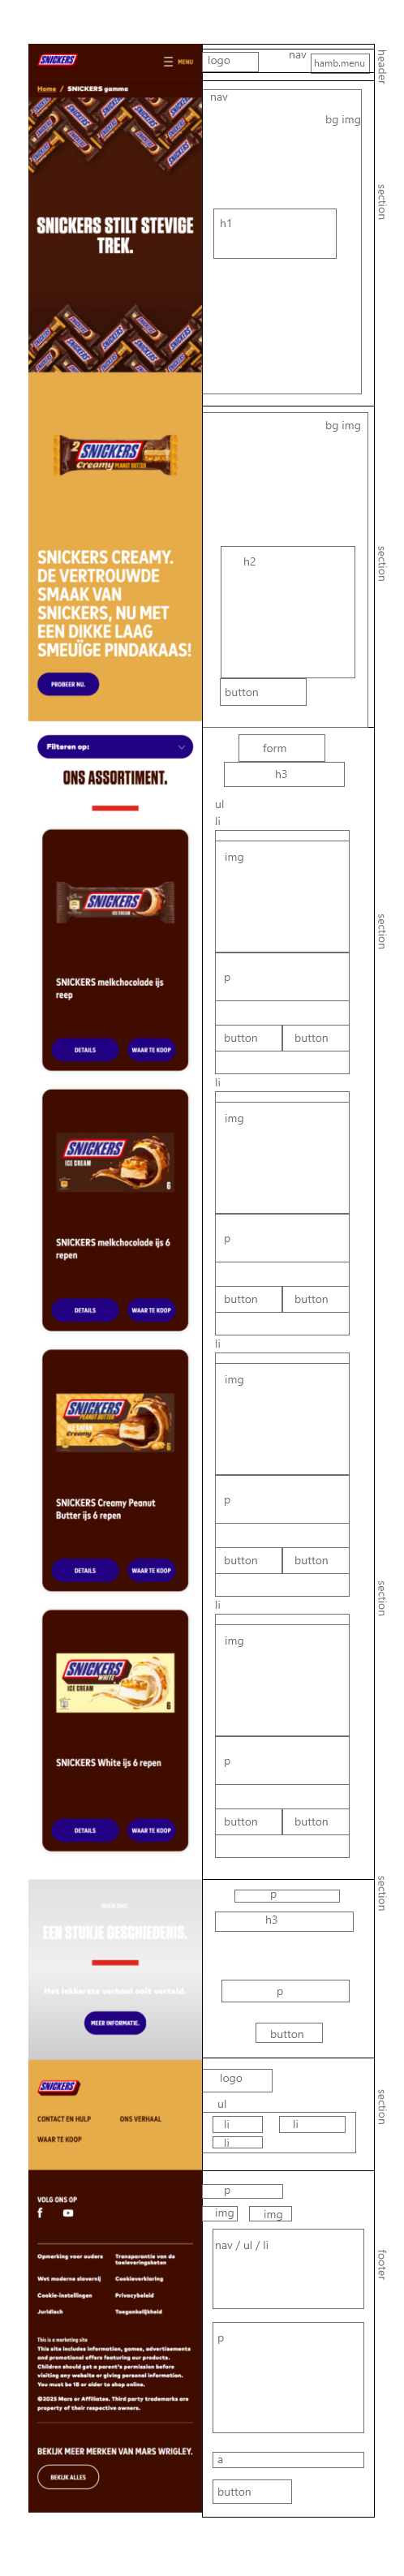 SNICKERS
MENU
logo
nav
hamb.menu
header
Home / SNICKERS gamma
nav
bg img
section
SNICKERS STILT STEVIGE
TREK.
h1
2 SNICKERS
creamy PEANUT BUTTER
bg img
SNICKERS CREAMY.
DE VERTROUWDE
SMAAK VAN
SNICKERS, NU MET
EEN DIKKE LAAG
SMEUÏGE PINDAKAAS!
h2
section
PROBEER NU.
button
Filteren op:
form
ONS ASSORTIMENT.
h3
ul
li
SNICKERS
ICE CREAM
img
section
SNICKERS melkchocolade ijs
reep
p
DETAILS
WAAR TE KOOP
button
button
li
SNICKERS
ICE CREAM
6
img
SNICKERS melkchocolade ijs 6
repen
p
DETAILS
WAAR TE KOOP
button
button
li
SNICKERS
PEANUT BUTTER
ICE CREAM
Creamy
6
img
SNICKERS Creamy Peanut
Butter ijs 6 repen
p
DETAILS
WAAR TE KOOP
button
button
section
li
SNICKERS
WHITE
ICE CREAM
6
img
SNICKERS White ijs 6 repen
p
DETAILS
WAAR TE KOOP
button
button
section
OVER ONS.
p
EEN STUKJE GESCHIEDENIS.
h3
Het lekkerste verhaal ooit verteld.
p
MEER INFORMATIE.
button
SNICKERS
logo
section
ul
CONTACT EN HULP
ONS VERHAAL
li
li
WAAR TE KOOP
li
VOLG ONS OP
p
img
img
footer
nav / ul / li
Opmerking voor ouders
Transparantie van de
toeleveringsketen
Wet moderne slavernij
Cookieverklaring
Cookie-instellingen
Privacybeleid
Juridisch
Toegankelijkheid
p
This is a marketing site
This site includes information, games, advertisements
and promotional offers featuring our products.
Children should get a parent's permission before
visiting any website or giving personal information.
You must be 18 or older to shop online.
©2025 Mars or Affiliates. Third party trademarks are
property of their respective owners.
BEKIJK MEER MERKEN VAN MARS WRIGLEY.
a
BEKIJK ALLES
button